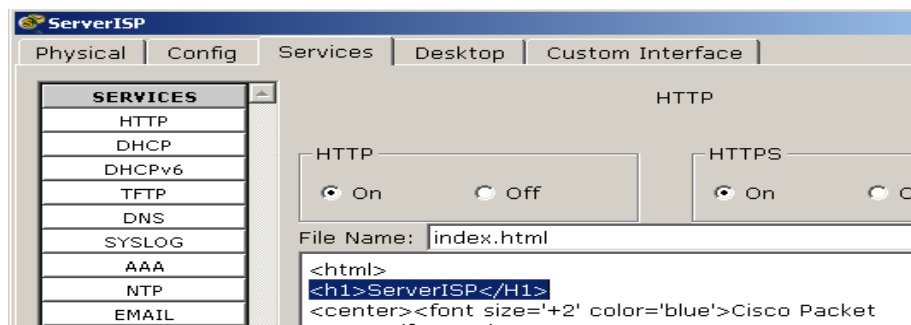 ServerISP
Physical Config Services Desktop Custom Interface
SERVICES
HTTP
DHCP
DHCPv6
TFTP
DNS
SYSLOG
AAA
NTP
EMAIL
HTTP
HTTP
On Off
HTTPS
On
File Name: index.html
<html>
<h1>ServerISP</H1>
<center><font size='+2' color='blue'>Cisco Packet